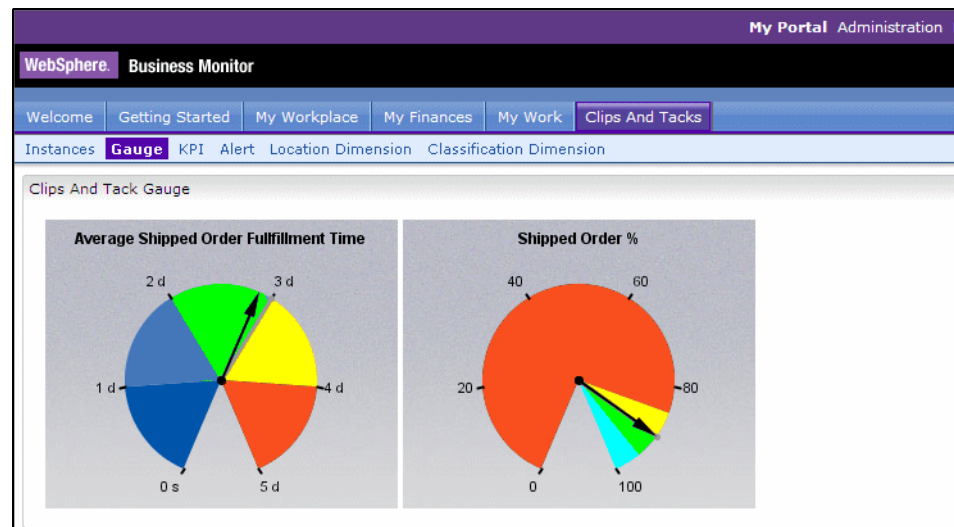 My Portal Administration
WebSphere. Business Monitor
Welcome Getting Started My Workplace My Finances My Work Clips And Tacks
Instances Gauge KPI Alert Location Dimension Classification Dimension
Clips And Tack Gauge
Average Shipped Order Fullfillment Time
2 d 3 d
1 d 4 d
0 s 5 d
Shipped Order %
40 60
20 80
0 100